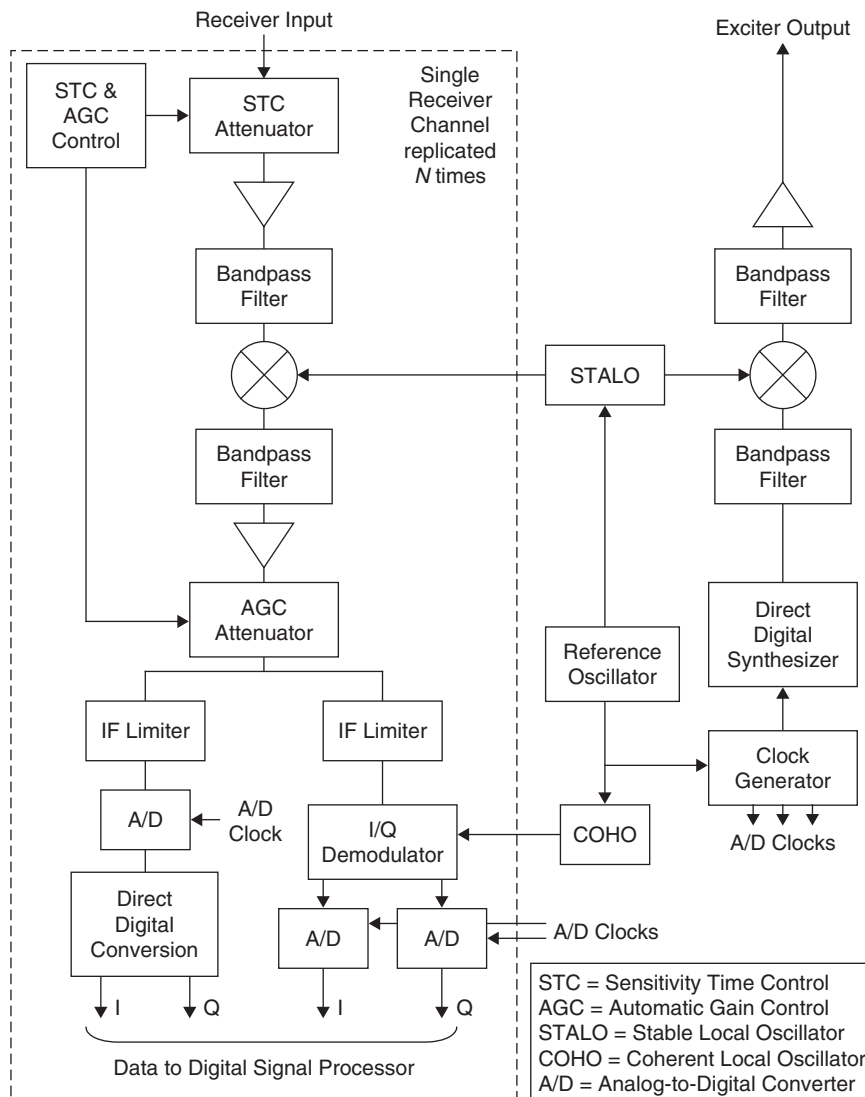 Receiver Input
Exciter Output
STC &
AGC
Control
STC
Attenuator
Single
Receiver
Channel
replicated
N times
Bandpass
Filter
Bandpass
Filter
STALO
Bandpass
Filter
Bandpass
Filter
AGC
Attenuator
Reference
Oscillator
Direct
Digital
Synthesizer
IF Limiter
IF Limiter
Clock
Generator
A/D
A/D
Clock
I/Q
Demodulator
COHO
A/D Clocks
Direct
Digital
Conversion
A/D
A/D
A/D Clocks
I
Q
I
Q
Data to Digital Signal Processor
STC = Sensitivity Time Control
AGC = Automatic Gain Control
STALO = Stable Local Oscillator
COHO = Coherent Local Oscillator
A/D = Analog-to-Digital Converter